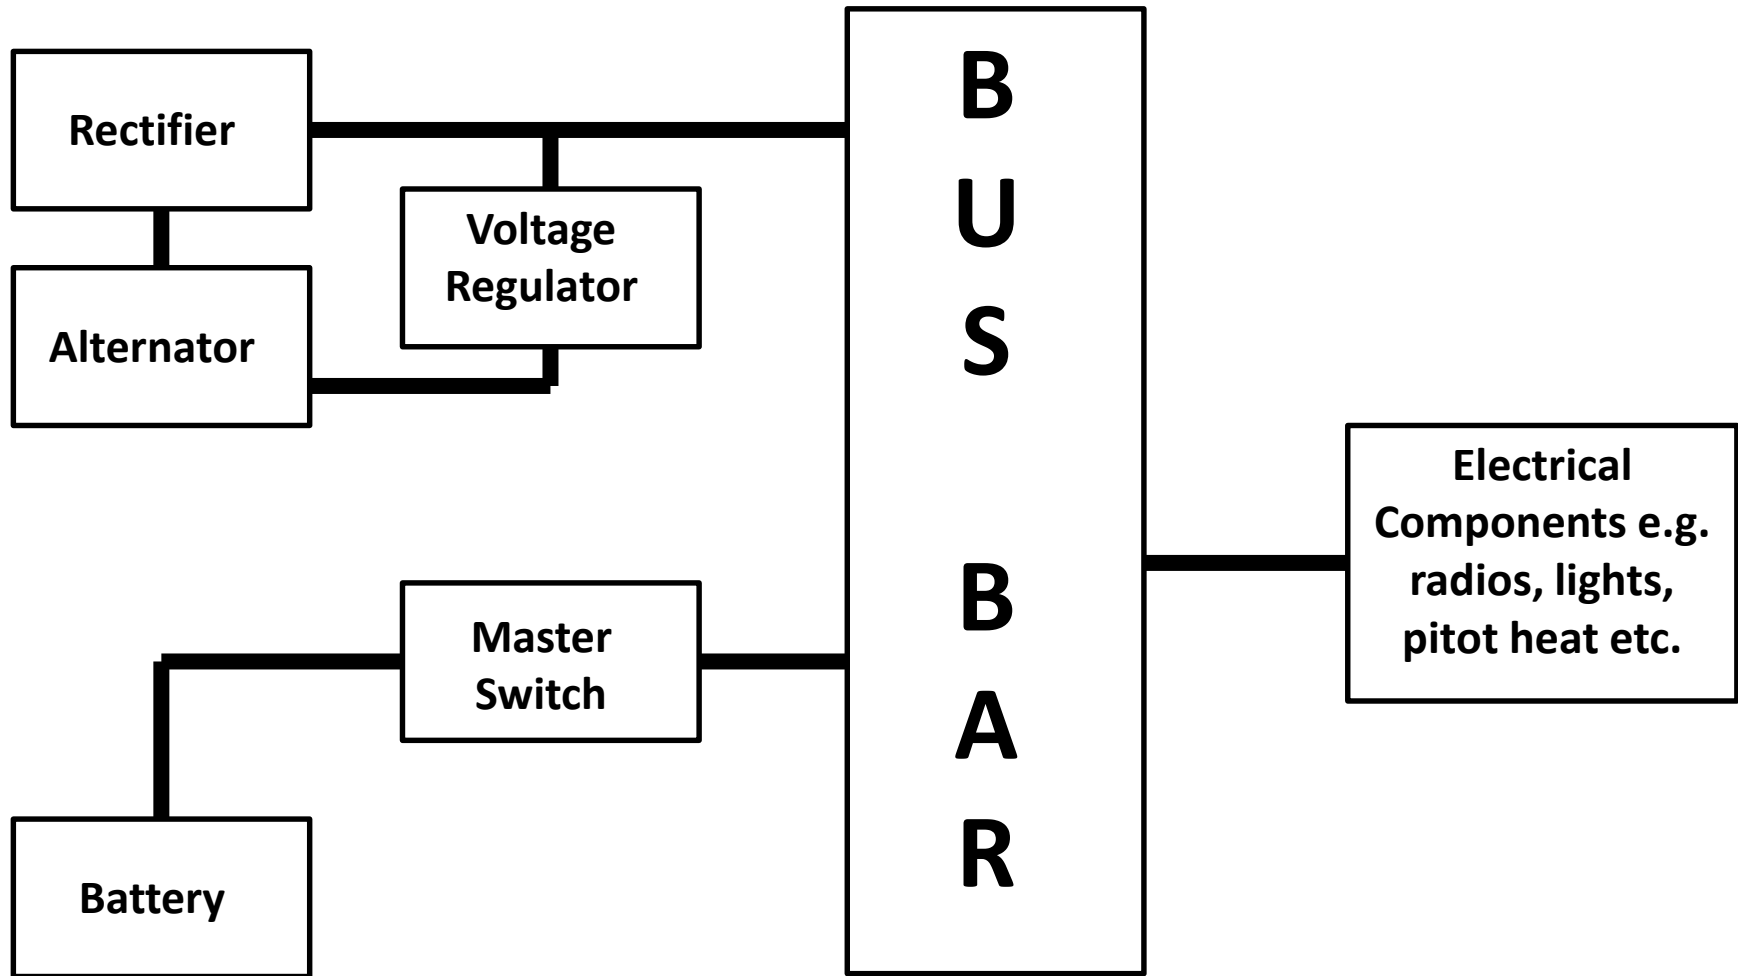 Rectifier
Voltage
Regulator
Alternator
B
U
S
B
A
R
Electrical
Components e.g.
radios, lights,
pitot heat etc.
Master
Switch
Battery